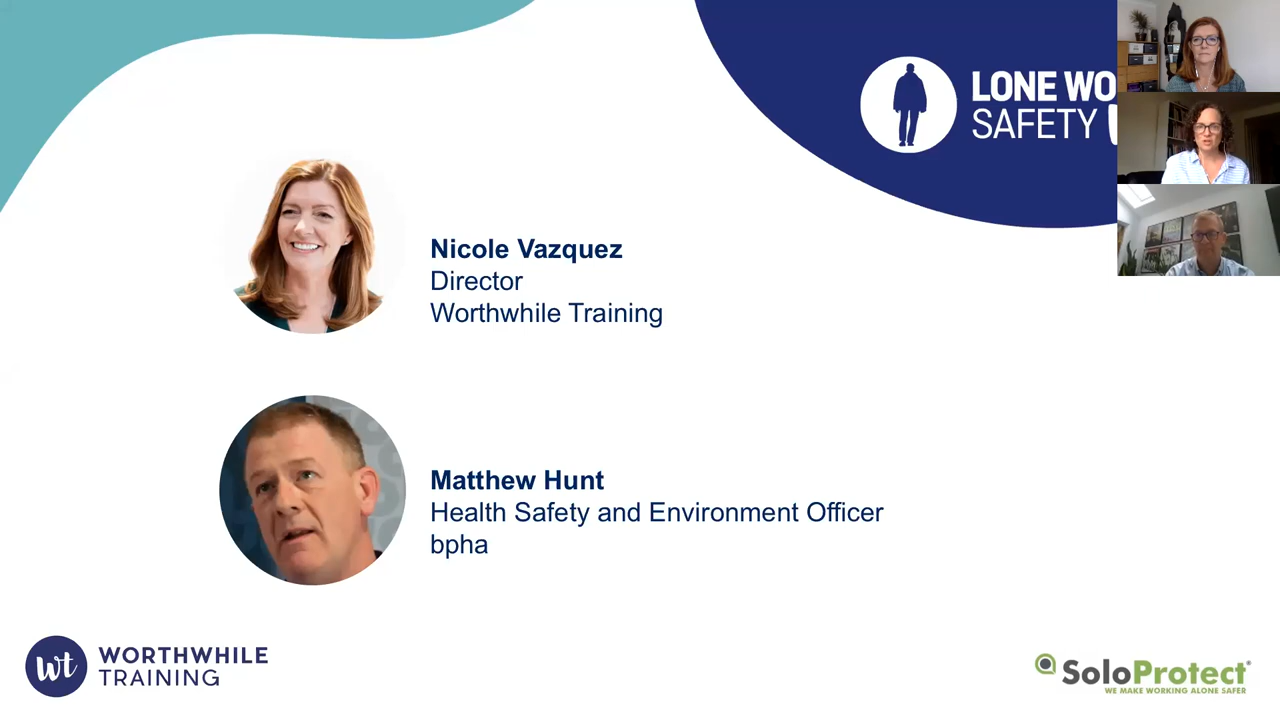 LONE WO
SAFETY
Nicole Vazquez
Director
Worthwhile Training
Matthew Hunt
Health Safety and Environment Officer
bpha
wt WORTHWHILE
TRAINING
SoloProtect®
WE MAKE WORKING ALONE SAFER